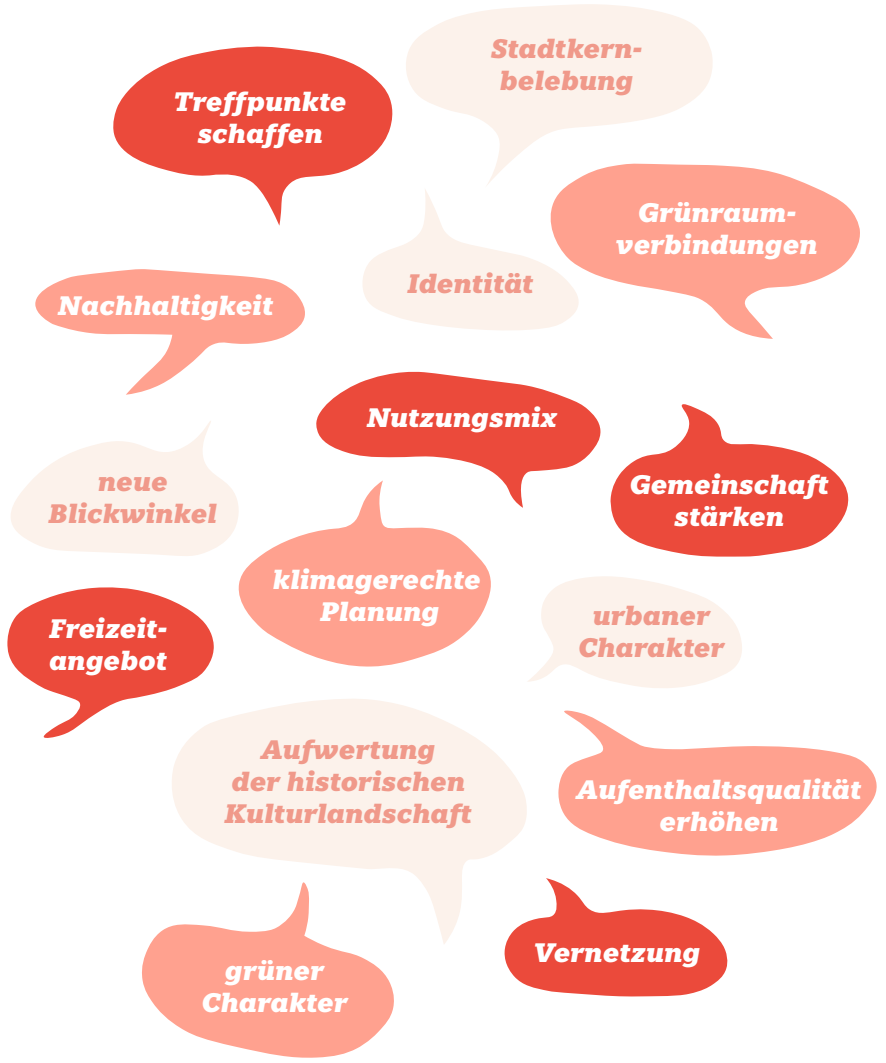 Stadtkern-
belebung
Treffpunkte
schaffen
Grünraum-
verbindungen
Identität
Nachhaltigkeit
Nutzungsmix
neue
Blickwinkel
Gemeinschaft
stärken
klimagerechte
Planung
Freizeit-
angebot
urbaner
Charakter
Aufwertung
der historischen
Kulturlandschaft
Aufenthaltsqualität
erhöhen
Vernetzung
grüner
Charakter